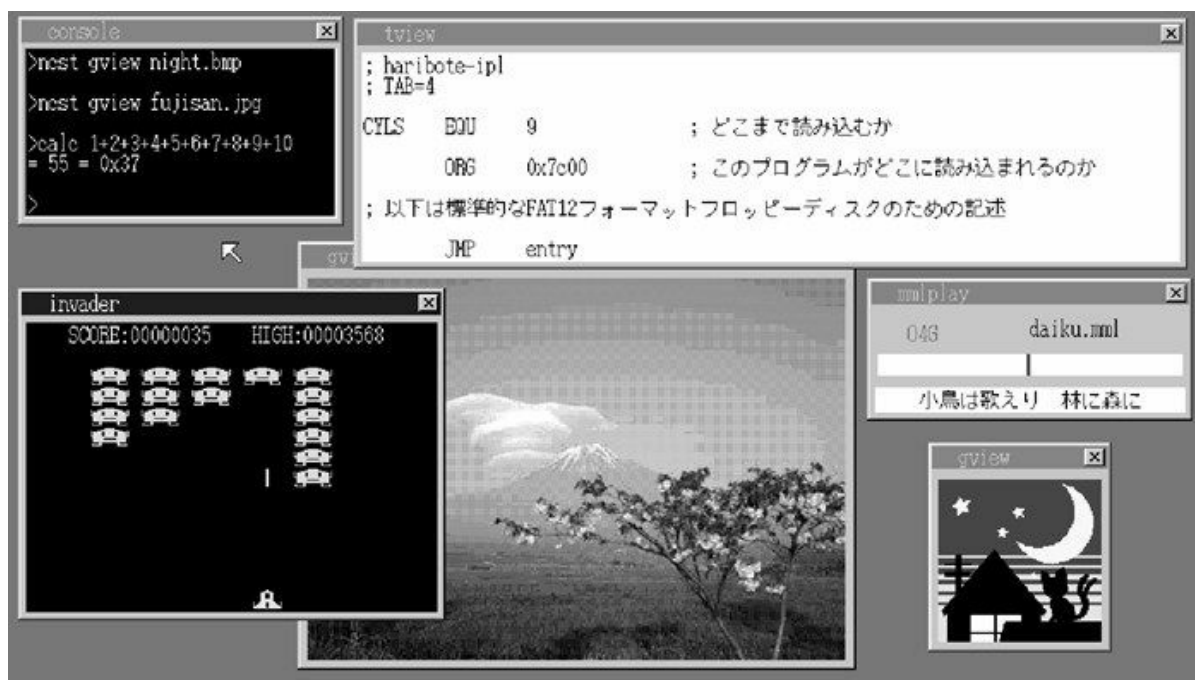 console
>ncst gview night.bmp
>ncst gview fujisan.jpg
>calc 1+2+3+4+5+6+7+8+9+10
= 55 = 0x37
>
tview
; haribote-ipl
; TAB=4
CYLS EQU 9 ; どこまで読み込むか
ORG 0x7c00 ; このプログラムがどこに読み込まれるのか
; 以下は標準的なFAT12フォーマットフロッピーディスクのための記述
JMP entry
gvi
invader
SCORE:00000035 HIGH:00003568
mmlplay
046 daiku.mml
小鳥は歌えり 林に森に
gview